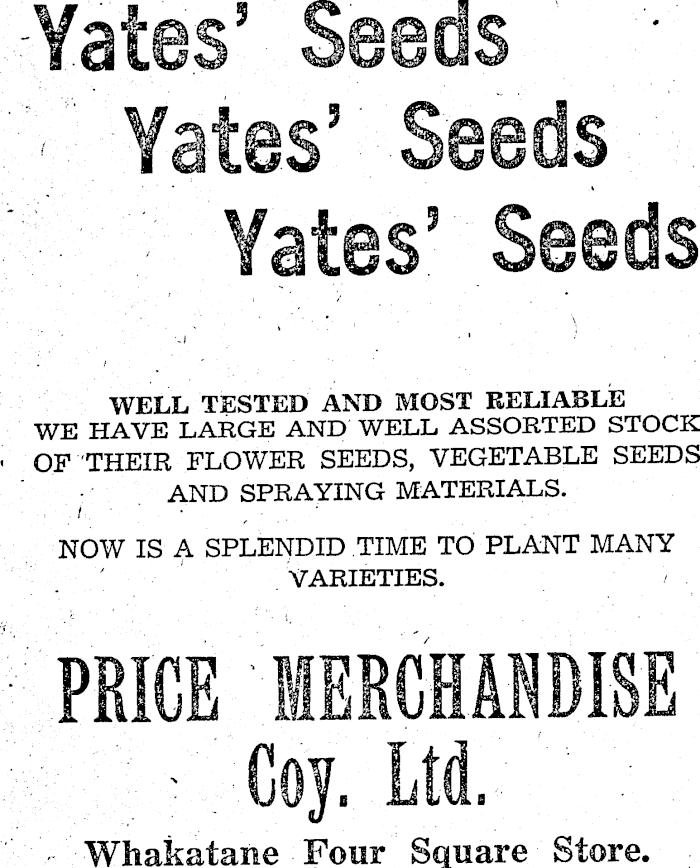 Yates' Seeds
Yates' Seeds
Yates' Seeds
WELL TESTED AND MOST RELIABLE
WE HAVE LARGE AND WELL ASSORTED STOCK
OF THEIR FLOWER SEEDS, VEGETABLE SEEDS
AND SPRAYING MATERIALS.
NOW IS A SPLENDID TIME TO PLANT MANY
VARIETIES.
PRICE MERCHANDISE
Coy. Ltd.
Whakatane Four Square Store.